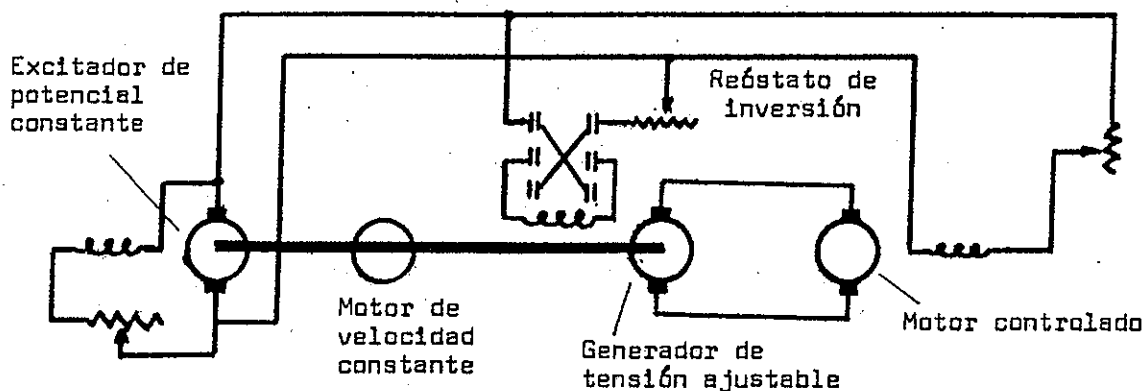 Excitador de
potencial
constante
Reóstato de
inversión
Motor de
velocidad
constante
Generador de
tensión ajustable
Motor controlado